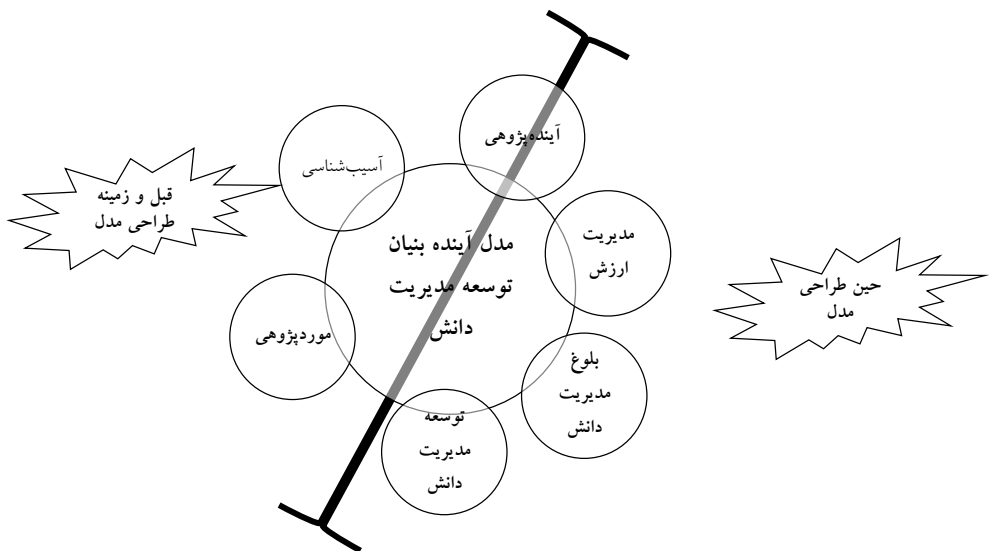 آینده‌پژوهی
آسیب‌شناسی
قبل و زمینه
طراحی مدل
مدل آینده بنیان
توسعه مدیریت
دانش
مدیریت
ارزش
حین طراحی
مدل
موردپژوهی
بلوغ
مدیریت
دانش
توسعه
مدیریت
دانش